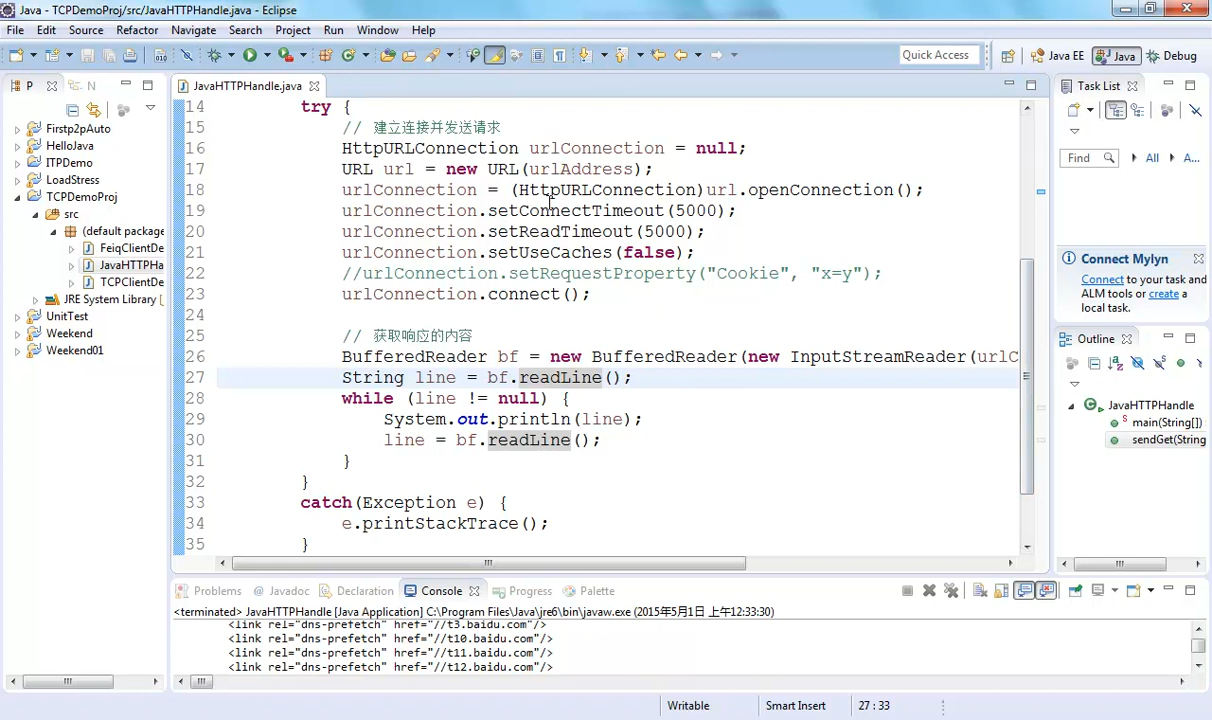 Java - TCPDemoProj/src/JavaHTTPHandle.java - Eclipse
File Edit Source Refactor Navigate Search Project Run Window Help
Quick Access
Java EE
Java
Debug
P
N
JavaHTTPHandle.java
Task List
Firstp2pAuto
HelloJava
ITPDemo
LoadStress
TCPDemoProj
src
(default package
FeiqClientDe
JavaHTTPHa
TCPClientDe
JRE System Library [
UnitTest
Weekend
Weekend01
14 try {
15 // 建立连接并发送请求
16 HttpURLConnection urlConnection = null;
17 URL url = new URL(urlAddress);
18 urlConnection = (HttpURLConnection)url.openConnection();
19 urlConnection.setConnectTimeout(5000);
20 urlConnection.setReadTimeout(5000);
21 urlConnection.setUseCaches(false);
22 //urlConnection.setRequestProperty("Cookie", "x=y");
23 urlConnection.connect();
24
25 // 获取响应的内容
26 BufferedReader bf = new BufferedReader(new InputStreamReader(urlC
27 String line = bf.readLine();
28 while (line != null) {
29 System.out.println(line);
30 line = bf.readLine();
31 }
32 }
33 catch(Exception e) {
34 e.printStackTrace();
35 }
Find
All
A...
Connect Mylyn
Connect to your task and
ALM tools or create a
local task.
Outline
JavaHTTPHandle
main(String[])
sendGet(String
Problems
Javadoc
Declaration
Console
Progress
Palette
<terminated> JavaHTTPHandle [Java Application] C:\Program Files\Java\jre6\bin\javaw.exe (2015年5月1日 上午12:33:30)
<link rel="dns-prefetch" href="//t3.baidu.com"/>
<link rel="dns-prefetch" href="//t10.baidu.com"/>
<link rel="dns-prefetch" href="//t11.baidu.com"/>
<link rel="dns-prefetch" href="//t12.baidu.com"/>
Writable
Smart Insert
27 : 33